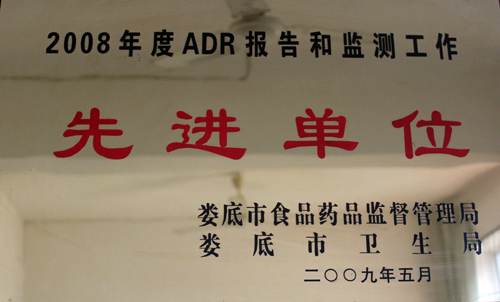 2008年度ADR报告和监测工作
先进单位
娄底市食品药品监督管理局
娄底市卫生局
二〇〇九年五月